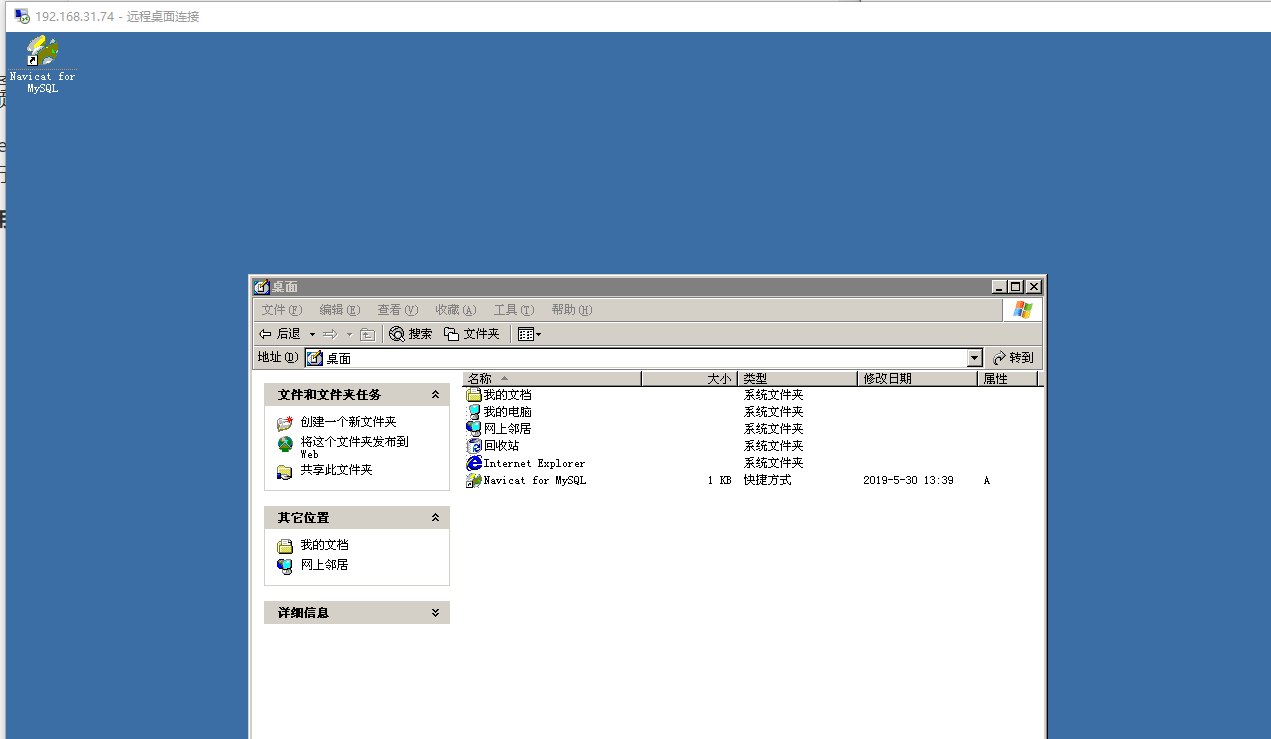 192.168.31.74 - 远程桌面连接
Navicat for
MySQL
桌面
文件(F) 编辑(E) 查看(V) 收藏(A) 工具(T) 帮助(H)
后退 搜索 文件夹
地址(D) 桌面 转到
文件和文件夹任务
创建一个新文件夹
将这个文件夹发布到
Web
共享此文件夹
其它位置
我的文档
网上邻居
详细信息
名称 大小 类型 修改日期 属性
我的文档 系统文件夹
我的电脑 系统文件夹
网上邻居 系统文件夹
回收站 系统文件夹
Internet Explorer 系统文件夹
Navicat for MySQL 1 KB 快捷方式 2019-5-30 13:39 A